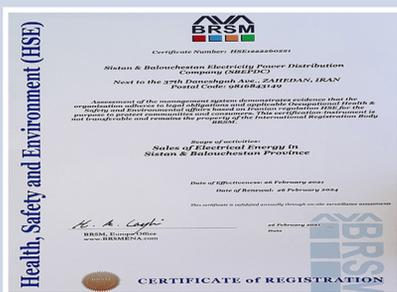 BRSM
Certificate Number: HSE1222260221
Sistan & Balouchestan Electricity Power Distribution
Company (SBEPDC)
Next to the 37th Daneshgah Ave., ZAHEDAN, IRAN
Postal Code: 9816843149
Assessment of the management system demonstrates evidence that the
organisation adheres to legal obligations and applicable Occupational Health &
Safety and Environmental affairs based on Iranian regulation HSE for the
purpose to protect communities and consumers. This certification instrument is
not transferable and remains the property of the International Registration Body
BRSM.
Scope of activities:
Sales of Electrical Energy in
Sistan & Balouchestan Province
Date of Effectiveness: 26 February 2021
Date of Renewal: 26 February 2024
This certificate is validated annually through on-site surveillance assessments
BRSM, Europe Office
www.BRSMENA.com
26 February 2021
Date
Health, Safety and Environment (HSE)
BRSM
CERTIFICATE of REGISTRATION